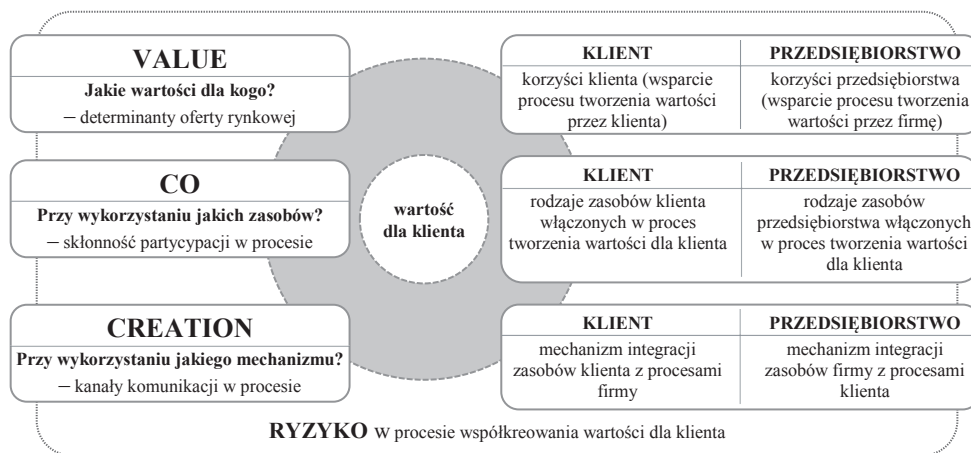 VALUE
Jakie wartości dla kogo?
– determinanty oferty rynkowej
KLIENT
korzyści klienta (wsparcie
procesu tworzenia wartości
przez klienta)
PRZEDSIĘBIORSTWO
korzyści przedsiębiorstwa
(wsparcie procesu tworzenia
wartości przez firmę)
CO
Przy wykorzystaniu jakich zasobów?
– skłonność partycypacji w procesie
wartość
dla klienta
KLIENT
rodzaje zasobów klienta
włączonych w proces
tworzenia wartości dla klienta
PRZEDSIĘBIORSTWO
rodzaje zasobów
przedsiębiorstwa włączonych
w proces tworzenia wartości
dla klienta
CREATION
Przy wykorzystaniu jakiego mechanizmu?
– kanały komunikacji w procesie
KLIENT
mechanizm integracji
zasobów klienta z procesami
firmy
PRZEDSIĘBIORSTWO
mechanizm integracji
zasobów firmy z procesami
klienta
RYZYKO w procesie współkreowania wartości dla klienta